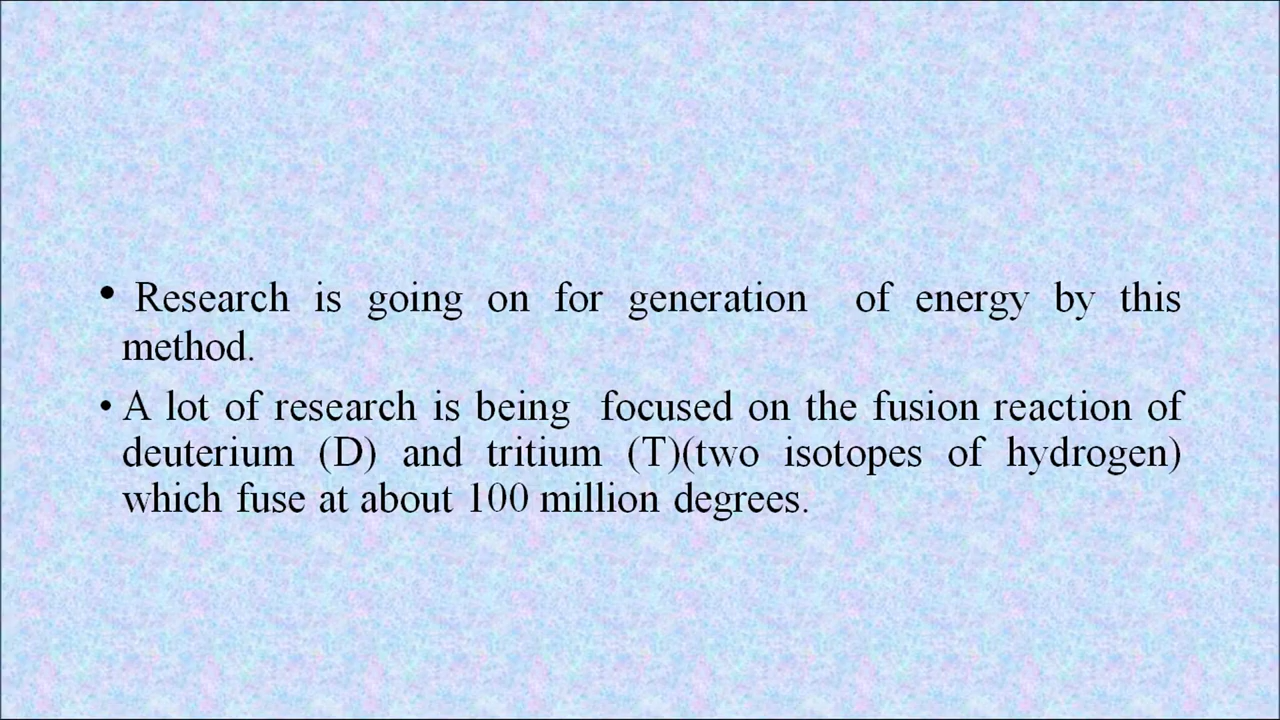 • Research is going on for generation of energy by this
method.
• A lot of research is being focused on the fusion reaction of
deuterium (D) and tritium (T)(two isotopes of hydrogen)
which fuse at about 100 million degrees.